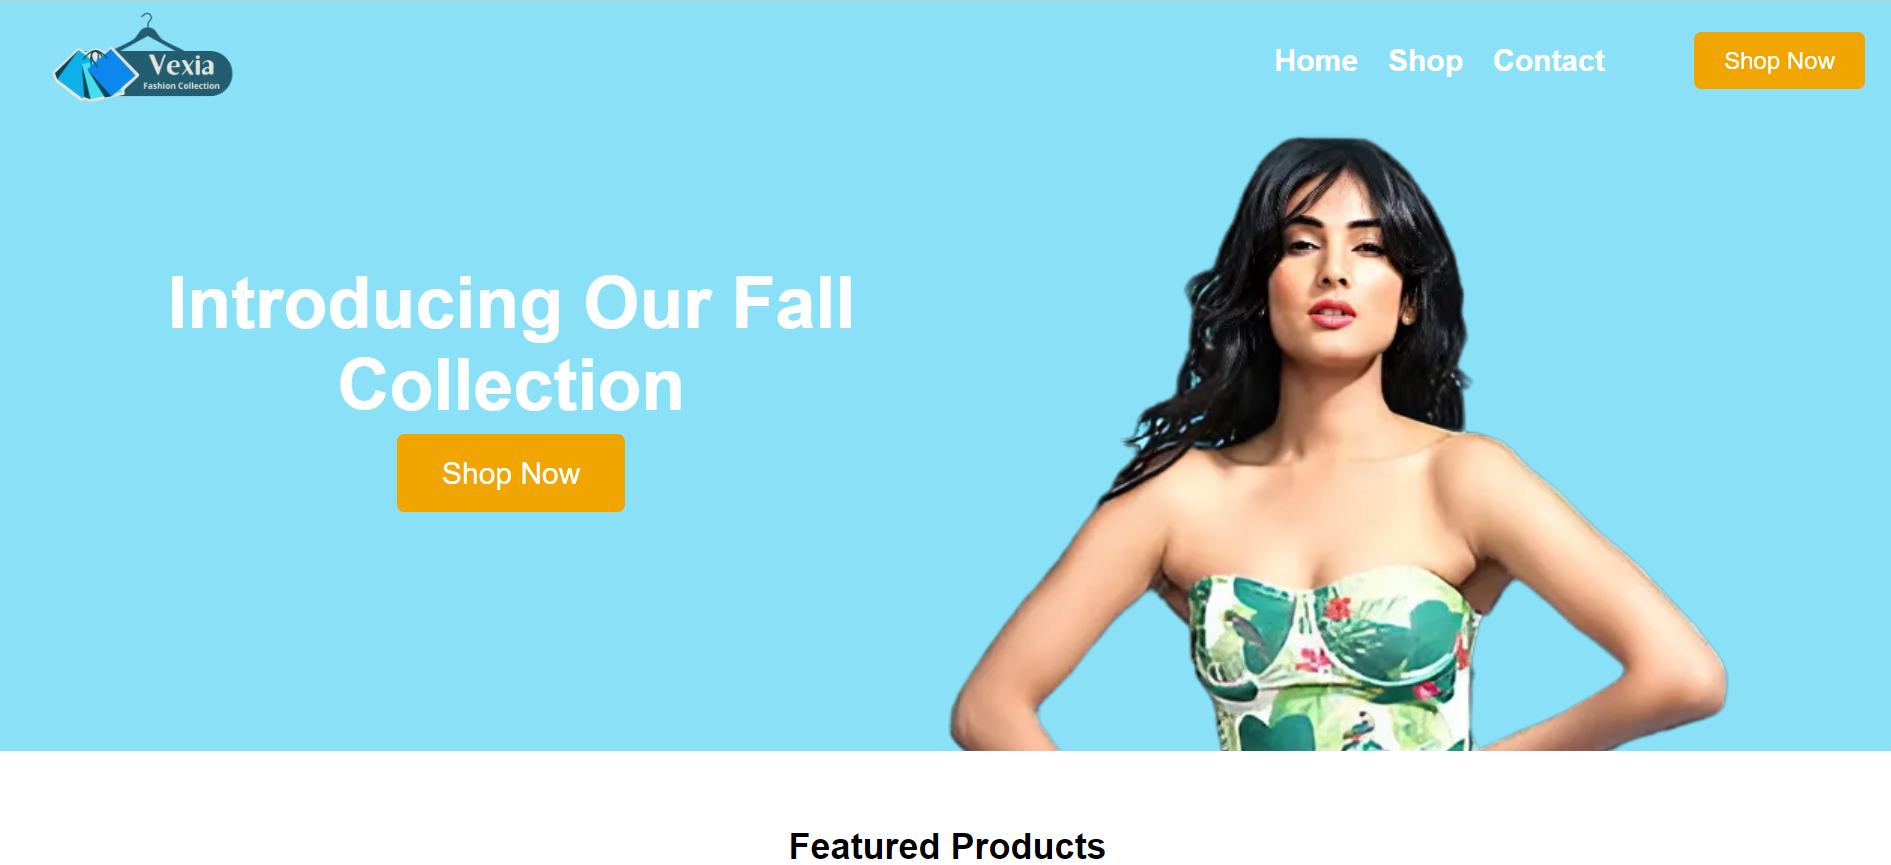 Vexia
Fashion Collection
Home Shop Contact
Shop Now
Introducing Our Fall
Collection
Shop Now
Featured Products